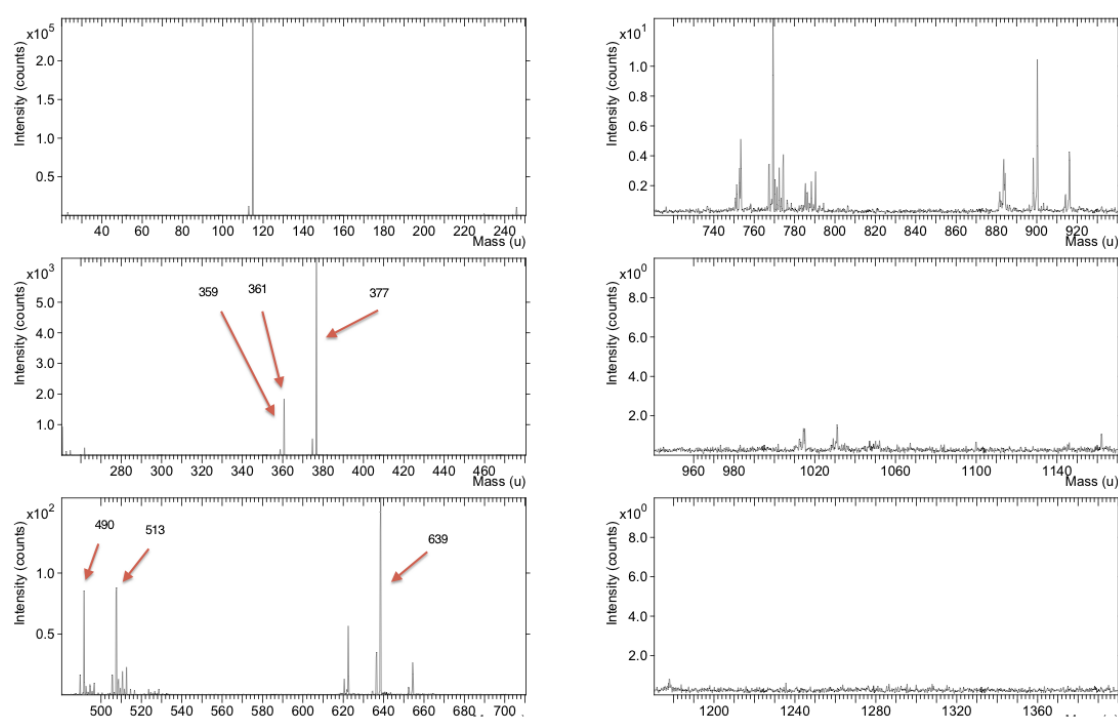 x10⁵
Intensity (counts)
2.0
1.5
1.0
0.5
40 60 80 100 120 140 160 180 200 220 240
Mass (u)
x10³
Intensity (counts)
5.0
4.0
3.0
2.0
1.0
359
361
377
280 300 320 340 360 380 400 420 440 460
Mass (u)
x10²
Intensity (counts)
1.0
0.5
490
513
639
500 520 540 560 580 600 620 640 660 680 700
x10¹
Intensity (counts)
1.0
0.8
0.6
0.4
0.2
740 760 780 800 820 840 860 880 900 920
Mass (u)
x10⁰
Intensity (counts)
8.0
6.0
4.0
2.0
960 980 1020 1060 1100 1140
Mass (u)
x10⁰
Intensity (counts)
8.0
6.0
4.0
2.0
1200 1240 1280 1320 1360